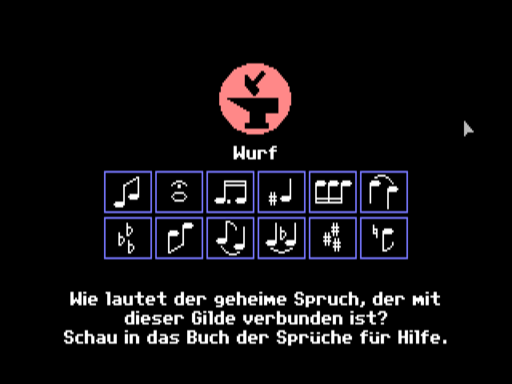 Wurf
Wie lautet der geheime Spruch, der mit
dieser Gilde verbunden ist?
Schau in das Buch der Sprüche für Hilfe.